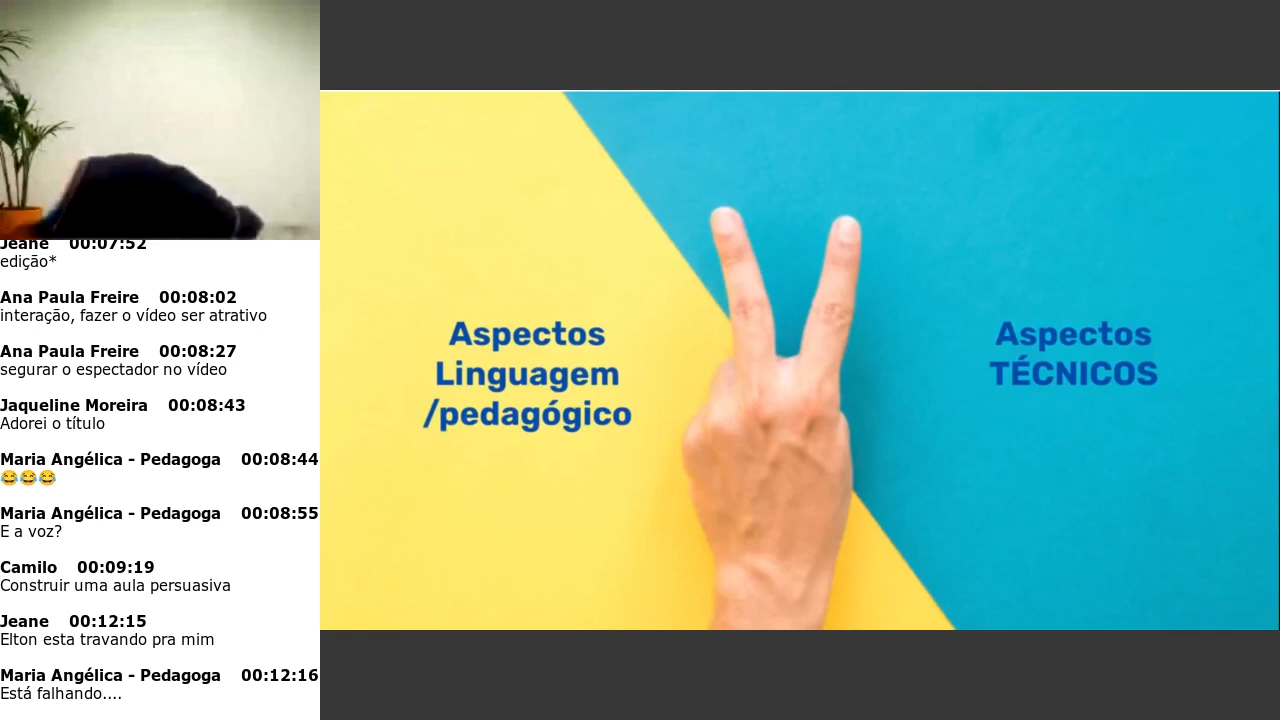 Jeane 00:07:52
edição*
Ana Paula Freire 00:08:02
interação, fazer o vídeo ser atrativo
Ana Paula Freire 00:08:27
segurar o espectador no vídeo
Jaqueline Moreira 00:08:43
Adorei o título
Maria Angélica - Pedagoga 00:08:44
😂😂😂
Maria Angélica - Pedagoga 00:08:55
E a voz?
Camilo 00:09:19
Construir uma aula persuasiva
Jeane 00:12:15
Elton esta travando pra mim
Maria Angélica - Pedagoga 00:12:16
Está falhando....
Aspectos
Linguagem
/pedagógico
Aspectos
TÉCNICOS